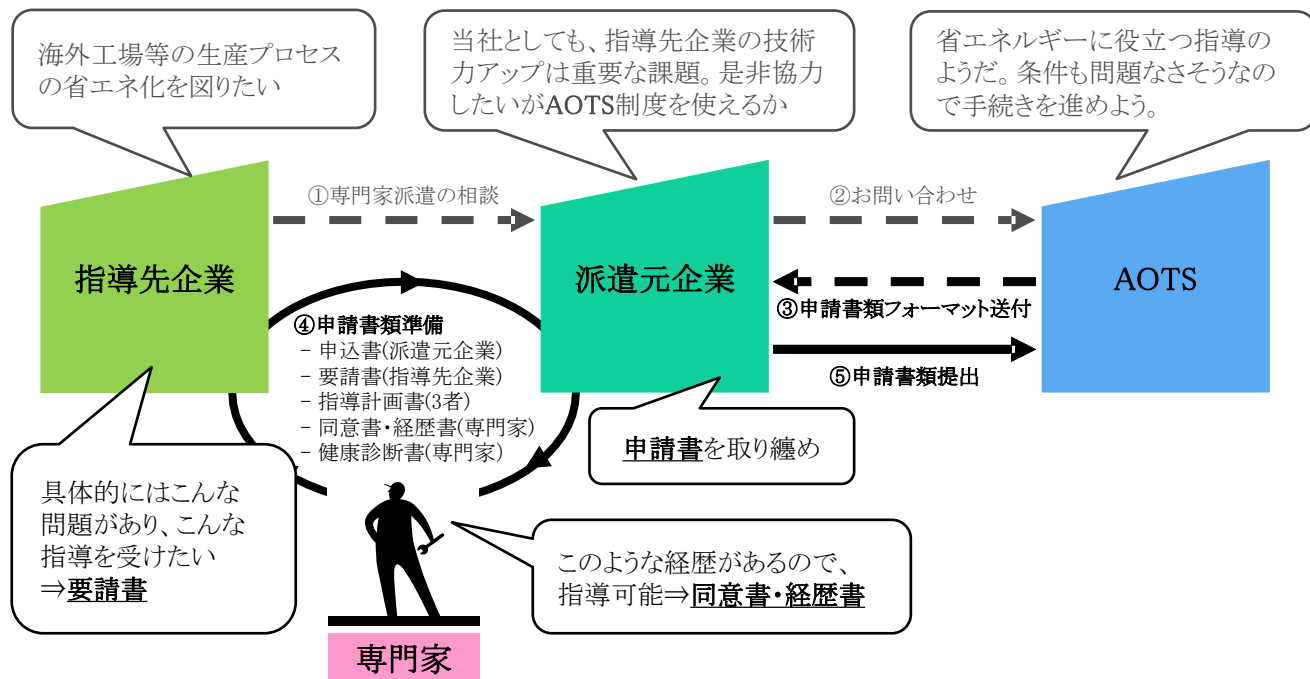 海外工場等の生産プロセス
の省エネ化を図りたい
当社としても、指導先企業の技術
力アップは重要な課題。是非協力
したいがAOTS制度を使えるか
省エネルギーに役立つ指導の
ようだ。条件も問題なさそうなの
で手続きを進めよう。
①専門家派遣の相談
②お問い合わせ
指導先企業
派遣元企業
AOTS
③申請書類フォーマット送付
④申請書類準備
- 申込書(派遣元企業)
- 要請書(指導先企業)
- 指導計画書(3者)
- 同意書・経歴書(専門家)
- 健康診断書(専門家)
⑤申請書類提出
申請書を取り纏め
具体的にはこんな
問題があり、こんな
指導を受けたい
⇒要請書
このような経歴があるので、
指導可能⇒同意書・経歴書
専門家